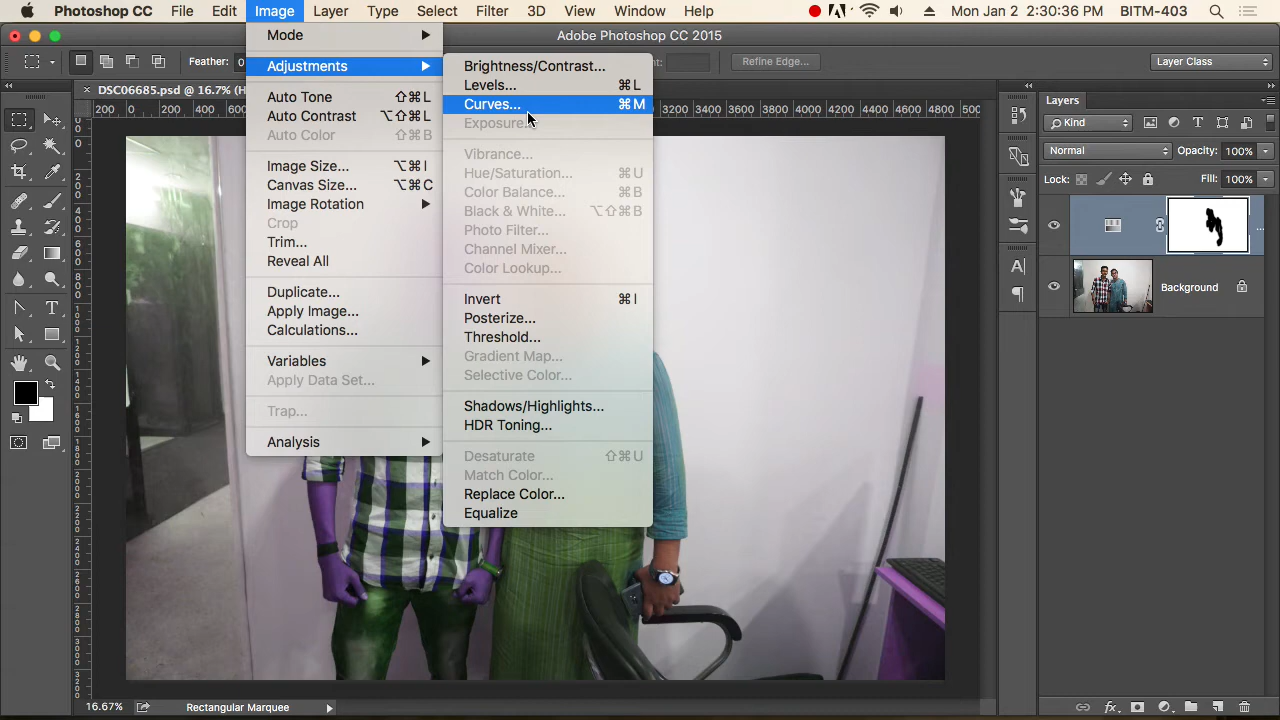 Photoshop CC File Edit Image Layer Type Select Filter 3D View Window Help Mon Jan 2 2:30:36 PM BITM-403
Adobe Photoshop CC 2015
Feather: 0 Refine Edge... Layer Class
DSC06685.psd @ 16.7% (H
200 0 200 400 600 3200 3400 3600 3800 4000 4200 4400 4600 4800 500
Mode
Adjustments
Auto Tone ⇧⌘L
Auto Contrast ⌥⇧⌘L
Auto Color ⇧⌘B
Image Size... ⌥⌘I
Canvas Size... ⌥⌘C
Image Rotation
Crop
Trim...
Reveal All
Duplicate...
Apply Image...
Calculations...
Variables
Apply Data Set...
Trap...
Analysis
Brightness/Contrast...
Levels... ⌘L
Curves... ⌘M
Exposure...
Vibrance...
Hue/Saturation... ⌘U
Color Balance... ⌘B
Black & White... ⌥⇧⌘B
Photo Filter...
Channel Mixer...
Color Lookup...
Invert ⌘I
Posterize...
Threshold...
Gradient Map...
Selective Color...
Shadows/Highlights...
HDR Toning...
Desaturate ⇧⌘U
Match Color...
Replace Color...
Equalize
Layers
Kind
Normal Opacity: 100%
Lock: Fill: 100%
...
Background
16.67% Rectangular Marquee